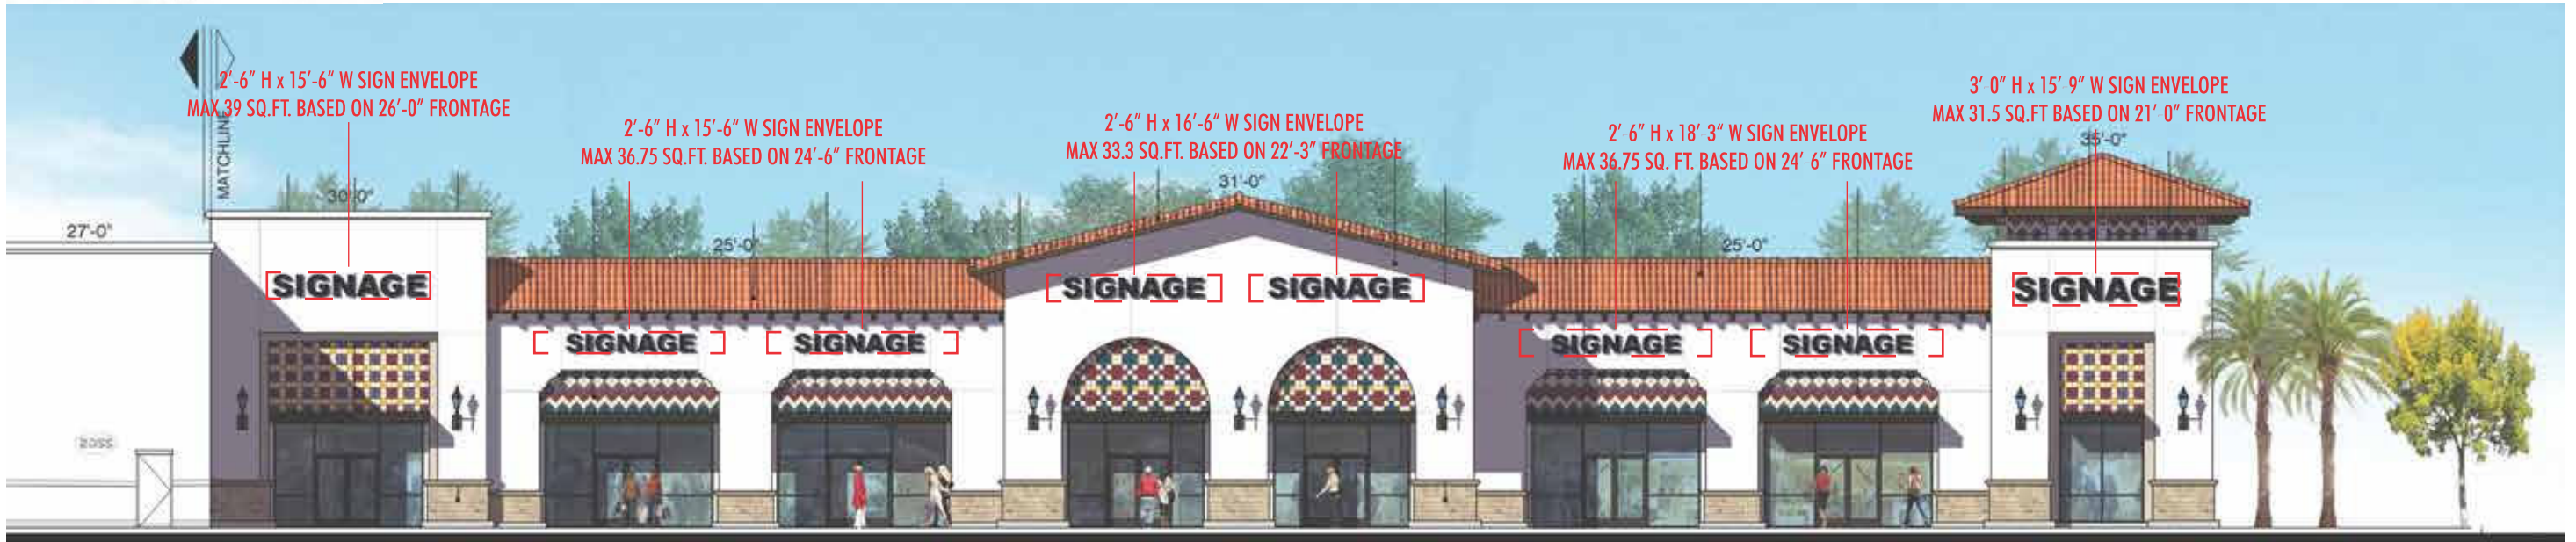 2'-6" H x 15'-6" W SIGN ENVELOPE
MAX 39 SQ.FT. BASED ON 26'-0" FRONTAGE
2'-6" H x 15'-6" W SIGN ENVELOPE
MAX 36.75 SQ.FT. BASED ON 24'-6" FRONTAGE
2'-6" H x 16'-6" W SIGN ENVELOPE
MAX 33.3 SQ.FT. BASED ON 22'-3" FRONTAGE
2' 6" H x 18' 3" W SIGN ENVELOPE
MAX 36.75 SQ. FT. BASED ON 24' 6" FRONTAGE
3' 0" H x 15' 9" W SIGN ENVELOPE
MAX 31.5 SQ.FT BASED ON 21' 0" FRONTAGE
MATCHLINE
27'-0"
30'-0"
25'-0"
31'-0"
25'-0"
35'-0"
SIGNAGE
SIGNAGE
SIGNAGE
SIGNAGE
SIGNAGE
SIGNAGE
SIGNAGE
SIGNAGE